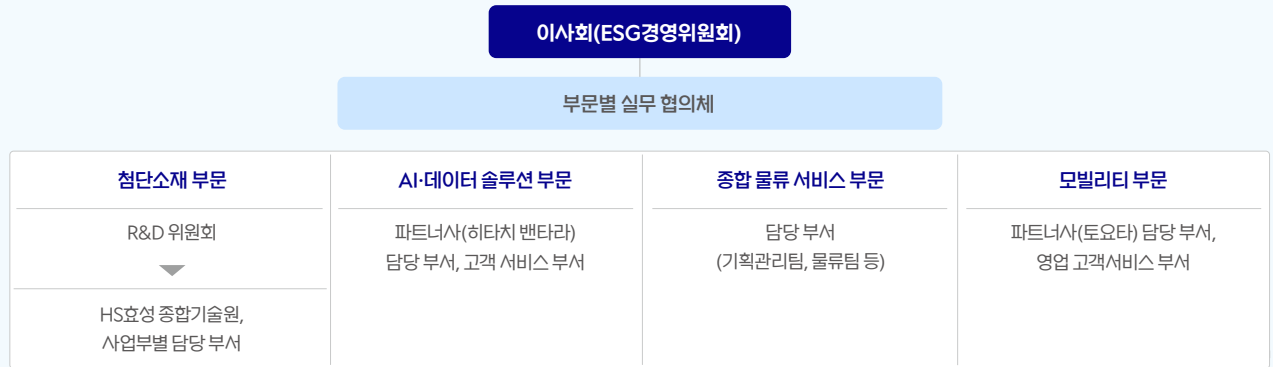 이사회(ESG경영위원회)
부문별 실무 협의체
첨단소재 부문
R&D 위원회
HS효성 종합기술원,
사업부별 담당 부서
AI·데이터 솔루션 부문
파트너사(히타치 밴타라)
담당 부서, 고객 서비스 부서
종합 물류 서비스 부문
담당 부서
(기획관리팀, 물류팀 등)
모빌리티 부문
파트너사(토요타) 담당 부서,
영업 고객서비스 부서